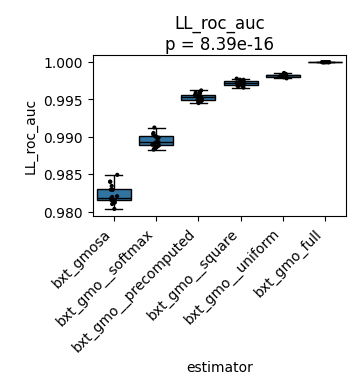 LL_roc_auc
p = 8.39e-16
LL_roc_auc
1.000
0.995
0.990
0.985
0.980
bxt_gmosa
bxt_gmo__softmax
bxt_gmo__precomputed
bxt_gmo__square
bxt_gmo__uniform
bxt_gmo_full
estimator